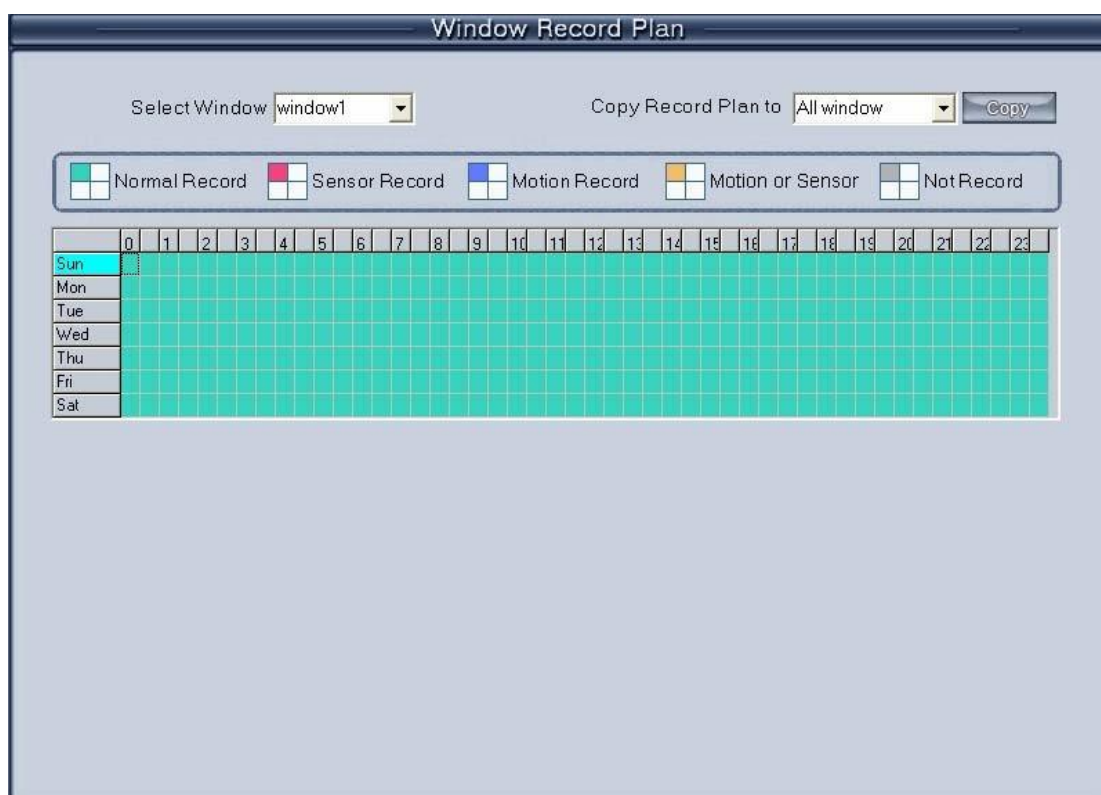 Window Record Plan
Select Window window1 Copy Record Plan to All window Copy
Normal Record Sensor Record Motion Record Motion or Sensor Not Record
0 1 2 3 4 5 6 7 8 9 10 11 12 13 14 15 16 17 18 19 20 21 22 23
Sun
Mon
Tue
Wed
Thu
Fri
Sat